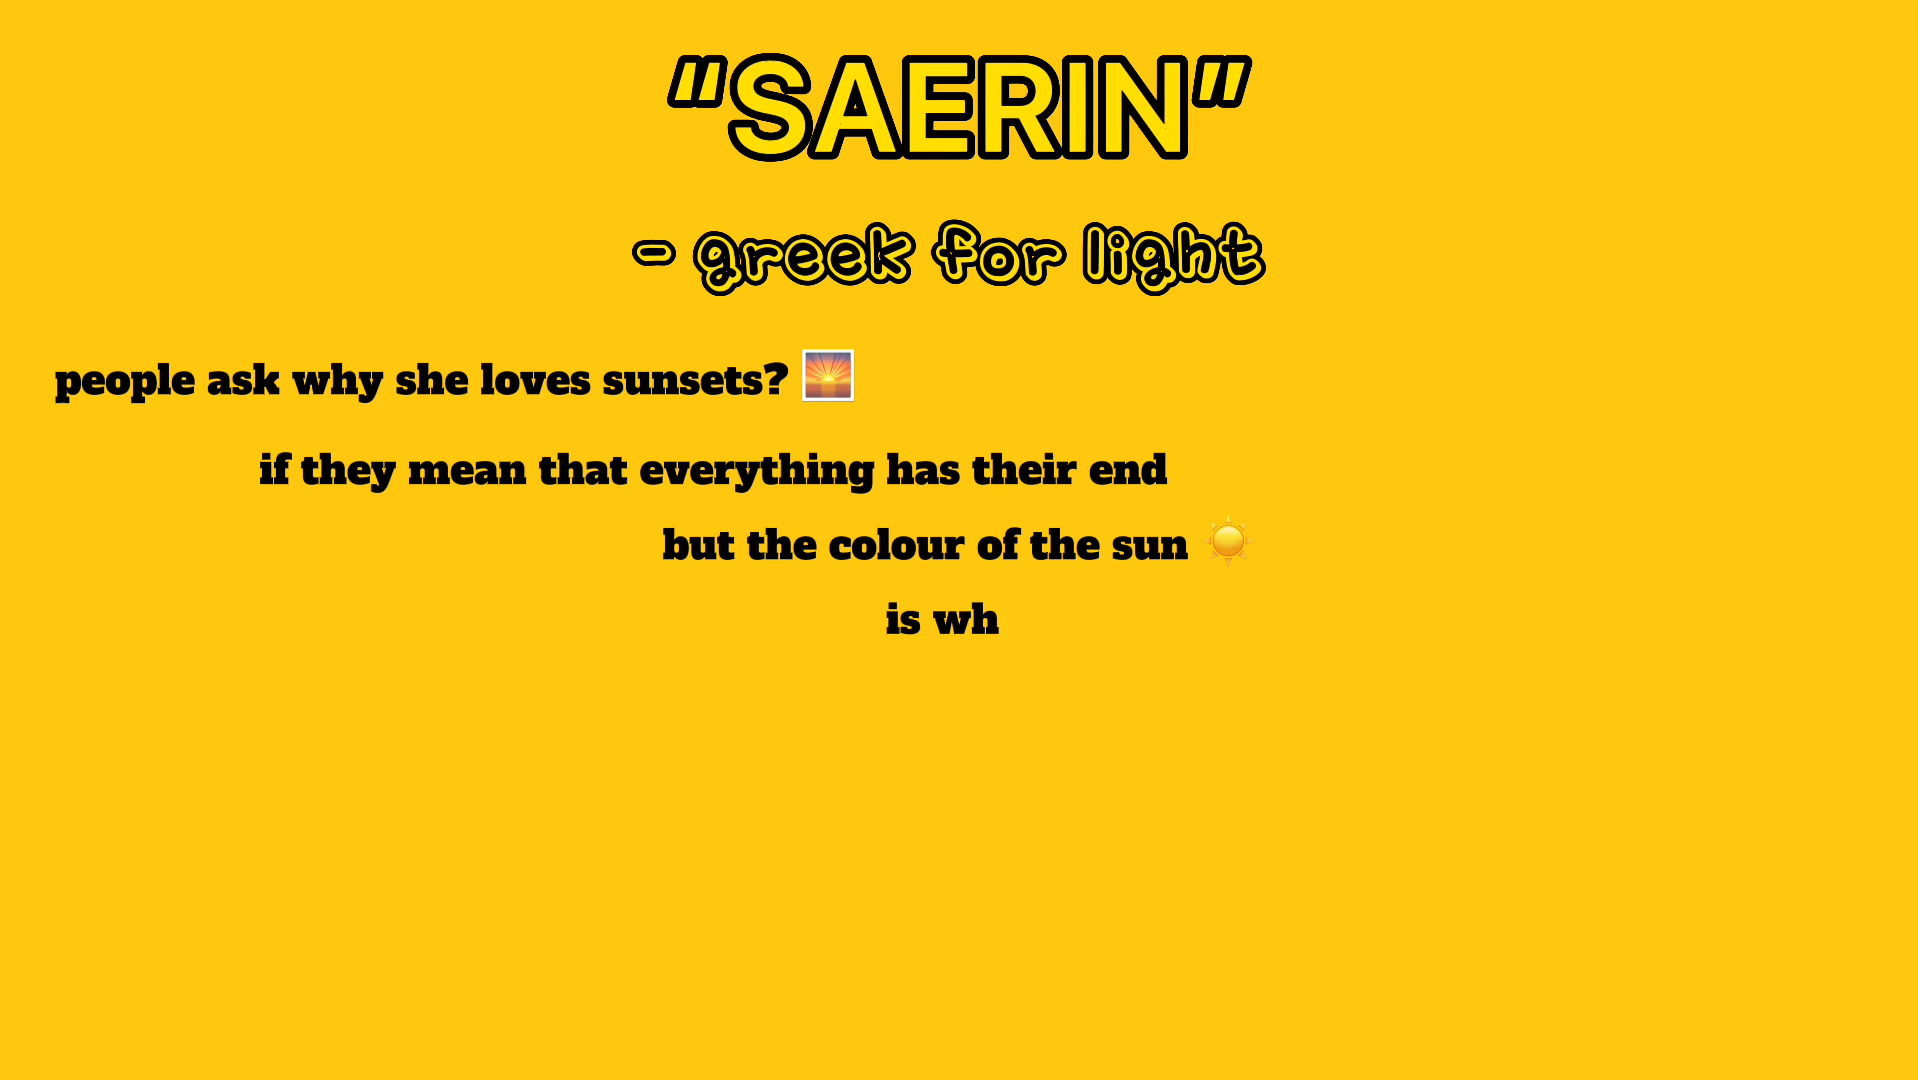 "SAERIN"
- greek for light
people ask why she loves sunsets? 🌅
if they mean that everything has their end
but the colour of the sun ☀️
is wh